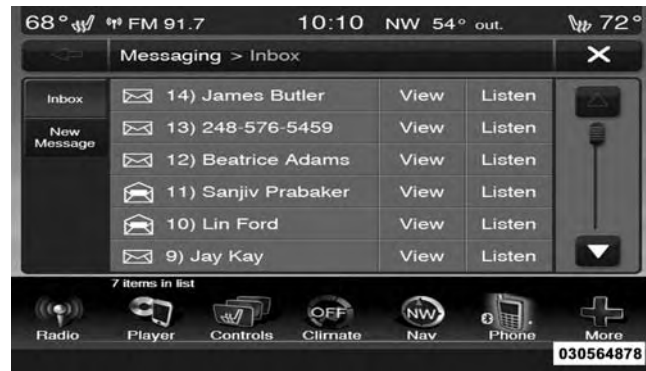 68° FM 91.7 10:10 NW 54° out. 72°
Messaging > Inbox
Inbox
New
Message
14) James Butler View Listen
13) 248-576-5459 View Listen
12) Beatrice Adams View Listen
11) Sanjiv Prabaker View Listen
10) Lin Ford View Listen
9) Jay Kay View Listen
7 items in list
OFF NW
Radio Player Controls Climate Nav Phone More
030564878